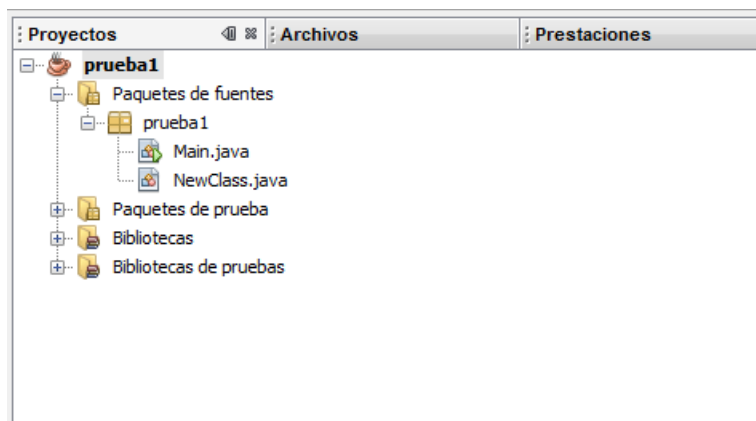 Proyectos Archivos Prestaciones
prueba1
Paquetes de fuentes
prueba1
Main.java
NewClass.java
Paquetes de prueba
Bibliotecas
Bibliotecas de pruebas